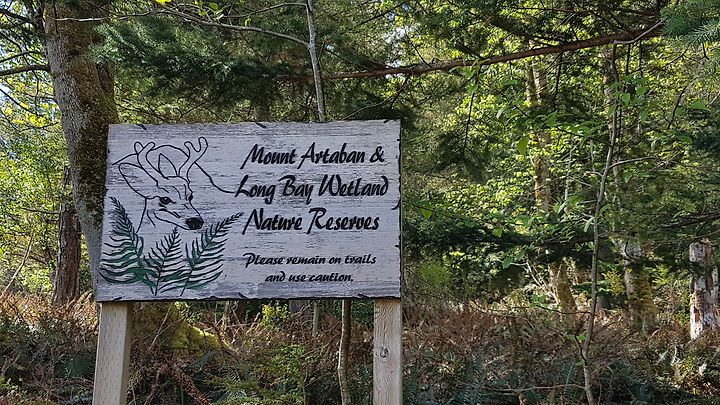 Mount Artaban &
Long Bay Wetland
Nature Reserves
Please remain on trails
and use caution.